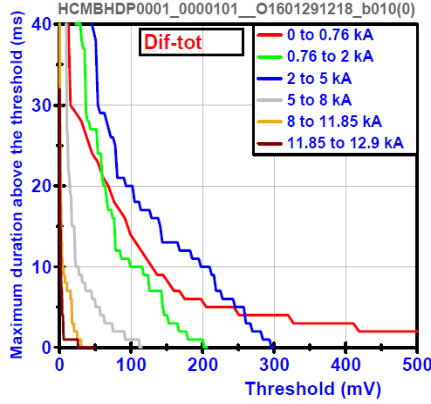 HCMBHDP0001_0000101__O1601291218_b010(0)
Dif-tot
0 to 0.76 kA
0.76 to 2 kA
2 to 5 kA
5 to 8 kA
8 to 11.85 kA
11.85 to 12.9 kA
Maximum duration above the threshold (ms)
40
30
20
10
0
0 100 200 300 400 500
Threshold (mV)